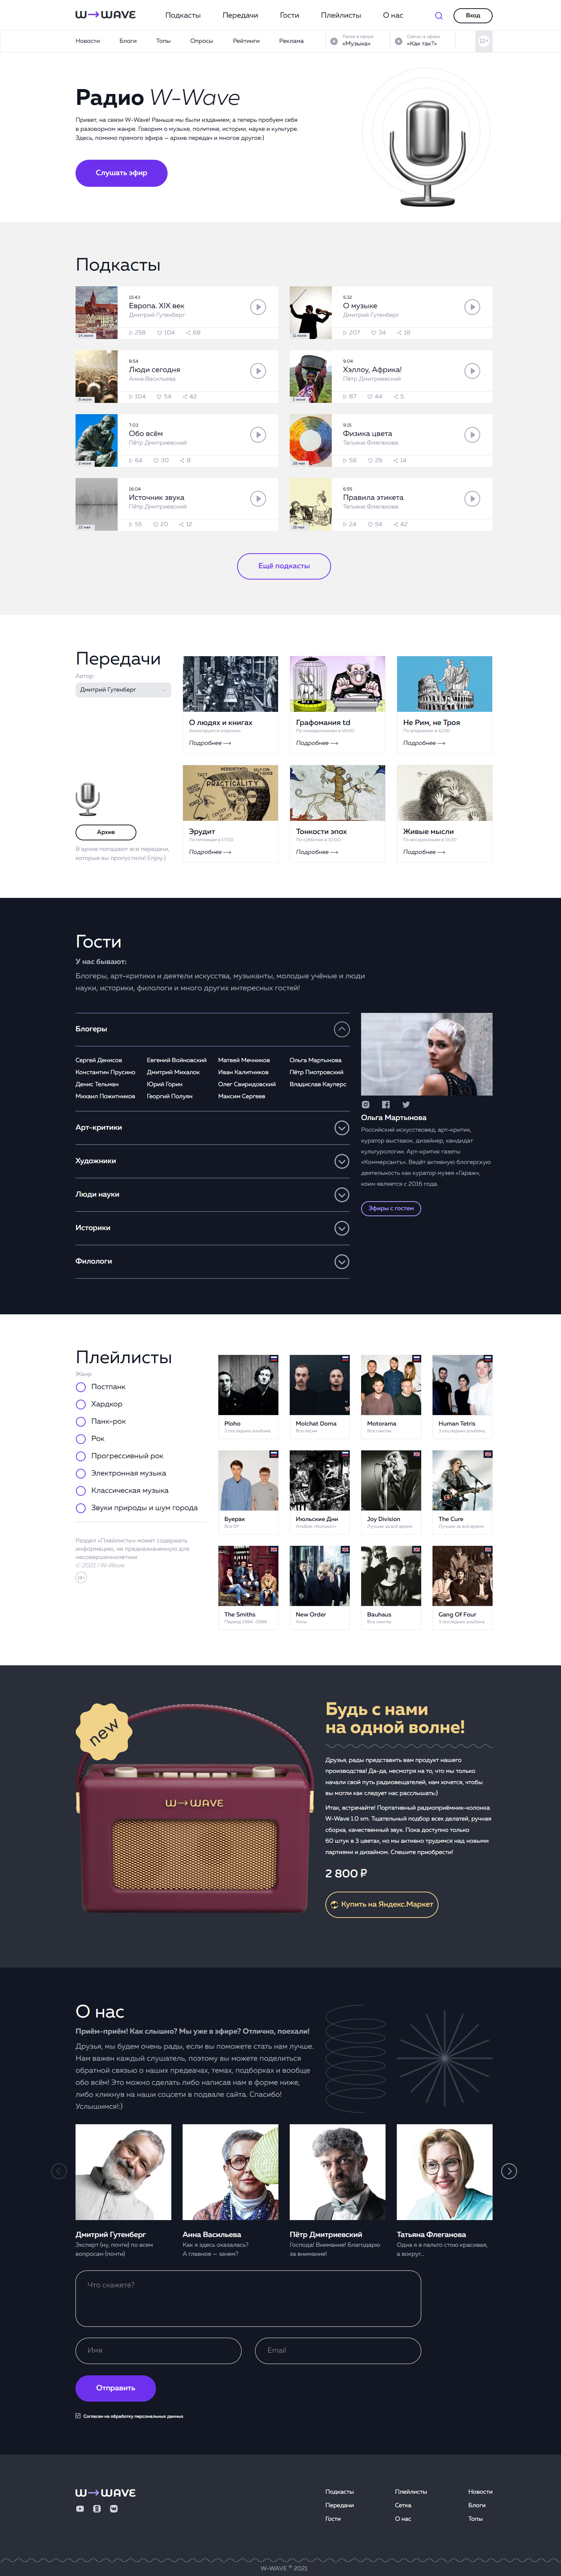 W→WAVE
Подкасты Передачи Гости Плейлисты О нас
Вход
Новости Блоги Топы Опросы Рейтинги Реклама
«Музыка»
Сейчас в эфире
«Как так?»
12+
Радио W-Wave
Привет, на связи W-Wave! Раньше мы были изданием, а теперь пробуем себя
в разговорном жанре. Говорим о музыке, политике, истории, науке и культуре.
Здесь, помимо прямого эфира — архив передач и многое другое:)
Слушать эфир
Подкасты
15:43
Европа. XIX век
Дмитрий Гутенберг
258 104 68
24 июня
5:32
О музыке
Дмитрий Гутенберг
207 34 18
11 июня
8:54
Люди сегодня
Анна Васильева
104 54 42
9 июня
9:04
Хэллоу, Африка!
Пётр Дмитриевский
87 44 5
5 июня
7:03
Обо всём
Пётр Дмитриевский
64 30 8
2 июня
9:15
Физика цвета
Татьяна Флеганова
58 29 14
28 мая
16:04
Источник звука
Пётр Дмитриевский
55 20 12
22 мая
6:55
Правила этикета
Татьяна Флеганова
24 54 42
18 мая
Ещё подкасты
Передачи
Автор:
Дмитрий Гутенберг
О людях и книгах
Анонсируется отдельно
Подробнее ⟶
Графомания td
По понедельникам в 10:00
Подробнее ⟶
Не Рим, не Троя
По вторникам в 12:00
Подробнее ⟶
Архив
В архив попадают все передачи,
которые вы пропустили! Enjoy:)
PRACTICALITY
Эрудит
По пятницам в 17:00
Подробнее ⟶
Тонкости эпох
По субботам в 10:00
Подробнее ⟶
Живые мысли
По воскресеньям в 15:30
Подробнее ⟶
Гости
У нас бывают:
Блогеры, арт-критики и деятели искусства, музыканты, молодые учёные и люди
науки, историки, филологи и много других интересных гостей!
Блогеры
Сергей Денисов Евгений Войновский Матвей Мечников Ольга Мартынова
Константин Прусино Дмитрий Михалок Иван Калитников Пётр Пиотровский
Денис Тельман Юрий Горин Олег Свиридовский Владислав Кауперс
Михаил Пожитников Георгий Полуян Максим Сергеев
Арт-критики
Художники
Люди науки
Историки
Филологи
Ольга Мартынова
Российский искусствовед, арт-критик,
куратор выставок, дизайнер, кандидат
культурологии. Арт-критик газеты
«Коммерсантъ». Ведёт активную блогерскую
деятельность как куратор музея «Гараж»,
коим является с 2016 года.
Эфиры с гостем
Плейлисты
Жанр:
Постпанк
Хардкор
Панк-рок
Рок
Прогрессивный рок
Электронная музыка
Классическая музыка
Звуки природы и шум города
Раздел «Плейлисты» может содержать
информацию, не предназначенную для
несовершеннолетних
© 2021 / W-Wave
18+
Ploho
3 последних альбома
Molchat Doma
Все песни
Motorama
Все синглы
Human Tetris
3 последних альбома
Буерак
Все EP
Июльские Дни
Альбом «Колокол»
Joy Division
Лучшее за всё время
The Cure
Лучшее за всё время
The Smiths
Период 1984–1986
New Order
Хиты
Bauhaus
Все синглы
Gang Of Four
3 последних альбома
new
W→WAVE
Будь с нами
на одной волне!
Друзья, рады представить вам продукт нашего
производства! Да-да, несмотря на то, что мы только
начали свой путь радиовещателей, нам хочется, чтобы
вы могли как следует нас расслышать:)
Итак, встречайте! Портативный радиоприёмник-колонка
W-Wave 1.0 xm. Тщательный подбор всех деталей, ручная
сборка, качественный звук. Пока доступно только
60 штук в 3 цветах, но мы активно трудимся над новыми
партиями и дизайном. Спешите приобрести!
2 800 ₽
Купить на Яндекс.Маркет
О нас
Приём-приём! Как слышно? Мы уже в эфире? Отлично, поехали!
Друзья, мы будем очень рады, если вы поможете стать нам лучше.
Нам важен каждый слушатель, поэтому вы можете поделиться
обратной связью о наших предеачах, темах, подборках и вообще
обо всём! Это можно сделать либо написав нам в форме ниже,
либо кликнув на наши соцсети в подвале сайта. Спасибо!
Услышимся!:)
Дмитрий Гутенберг
Эксперт (ну, почти) по всем
вопросам (почти)
Анна Васильева
Как я здесь оказалась?
А главное — зачем?
Пётр Дмитриевский
Господа! Внимание! Благодарю
за внимание!
Татьяна Флеганова
Одна я в пальто стою красивая,
а вокруг...
Что скажете?
Имя Email
Отправить
Согласен на обработку персональных данных
W→WAVE
Подкасты Плейлисты Новости
Передачи Сетка Блоги
Гости О нас Топы
W-WAVE ® 2021